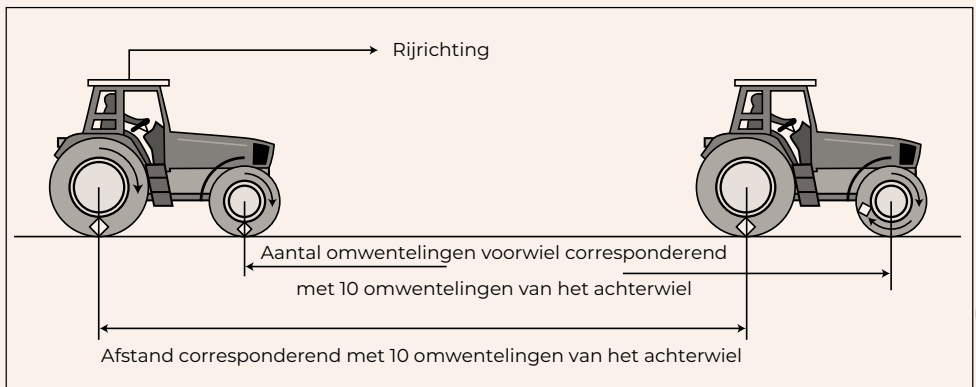 Rijrichting
Aantal omwentelingen voorwiel corresponderend
met 10 omwentelingen van het achterwiel
Afstand corresponderend met 10 omwentelingen van het achterwiel